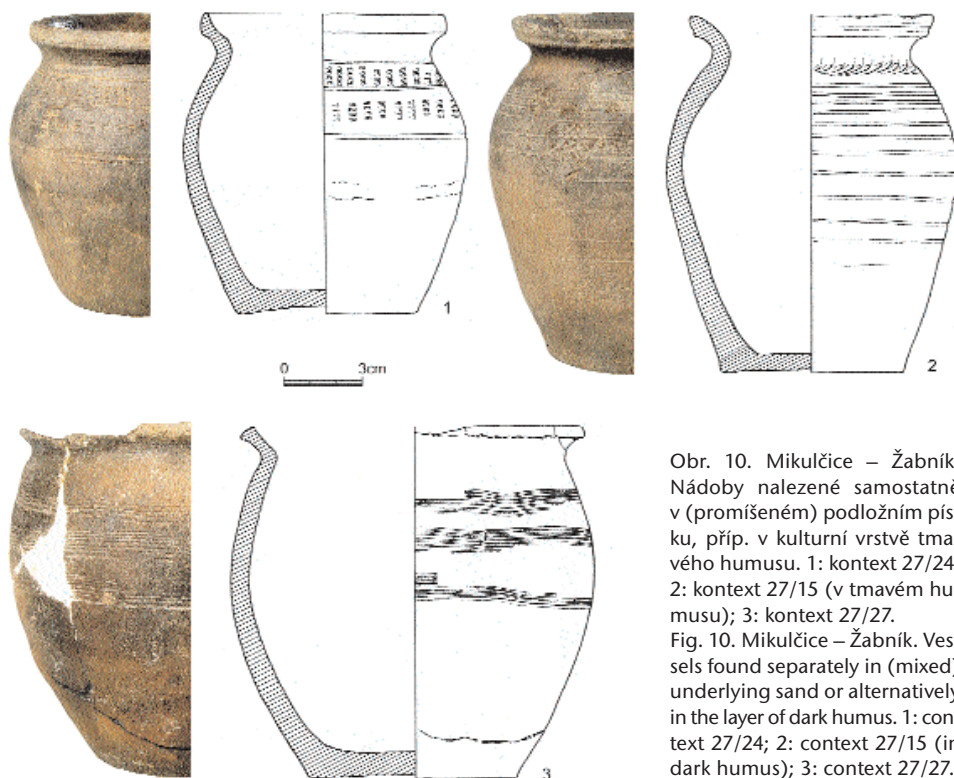 1
2
0 3cm
3
Obr. 10. Mikulčice – Žabník.
Nádoby nalezené samostatně
v (promíšeném) podložním pís-
ku, příp. v kulturní vrstvě tma-
vého humusu. 1: kontext 27/24;
2: kontext 27/15 (v tmavém hu-
musu); 3: kontext 27/27.
Fig. 10. Mikulčice – Žabník. Ves-
sels found separately in (mixed)
underlying sand or alternatively
in the layer of dark humus. 1: con-
text 27/24; 2: context 27/15 (in
dark humus); 3: context 27/27.